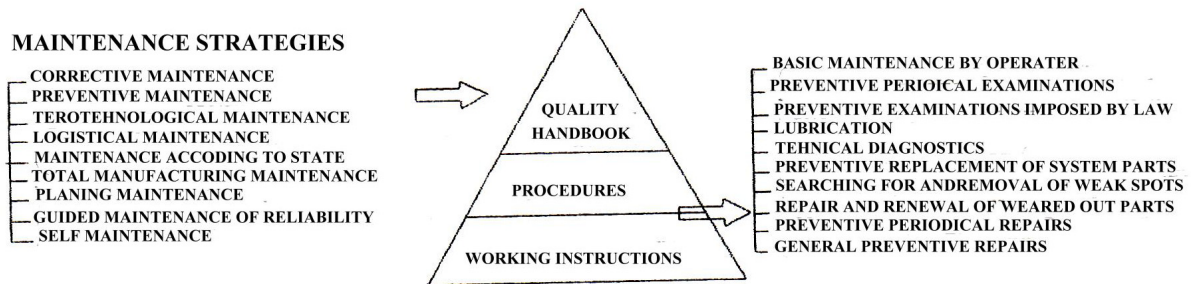 MAINTENANCE STRATEGIES
CORRECTIVE MAINTENANCE
PREVENTIVE MAINTENANCE
TEROTEHNOLOGICAL MAINTENANCE
LOGISTICAL MAINTENANCE
MAINTENANCE ACCODING TO STATE
TOTAL MANUFACTURING MAINTENANCE
PLANING MAINTENANCE
GUIDED MAINTENANCE OF RELIABILITY
SELF MAINTENANCE
QUALITY
HANDBOOK
PROCEDURES
WORKING INSTRUCTIONS
BASIC MAINTENANCE BY OPERATER
PREVENTIVE PERIOICAL EXAMINATIONS
PREVENTIVE EXAMINATIONS IMPOSED BY LAW
LUBRICATION
TEHNICAL DIAGNOSTICS
PREVENTIVE REPLACEMENT OF SYSTEM PARTS
SEARCHING FOR ANDREMOVAL OF WEAK SPOTS
REPAIR AND RENEWAL OF WEARED OUT PARTS
PREVENTIVE PERIODICAL REPAIRS
GENERAL PREVENTIVE REPAIRS